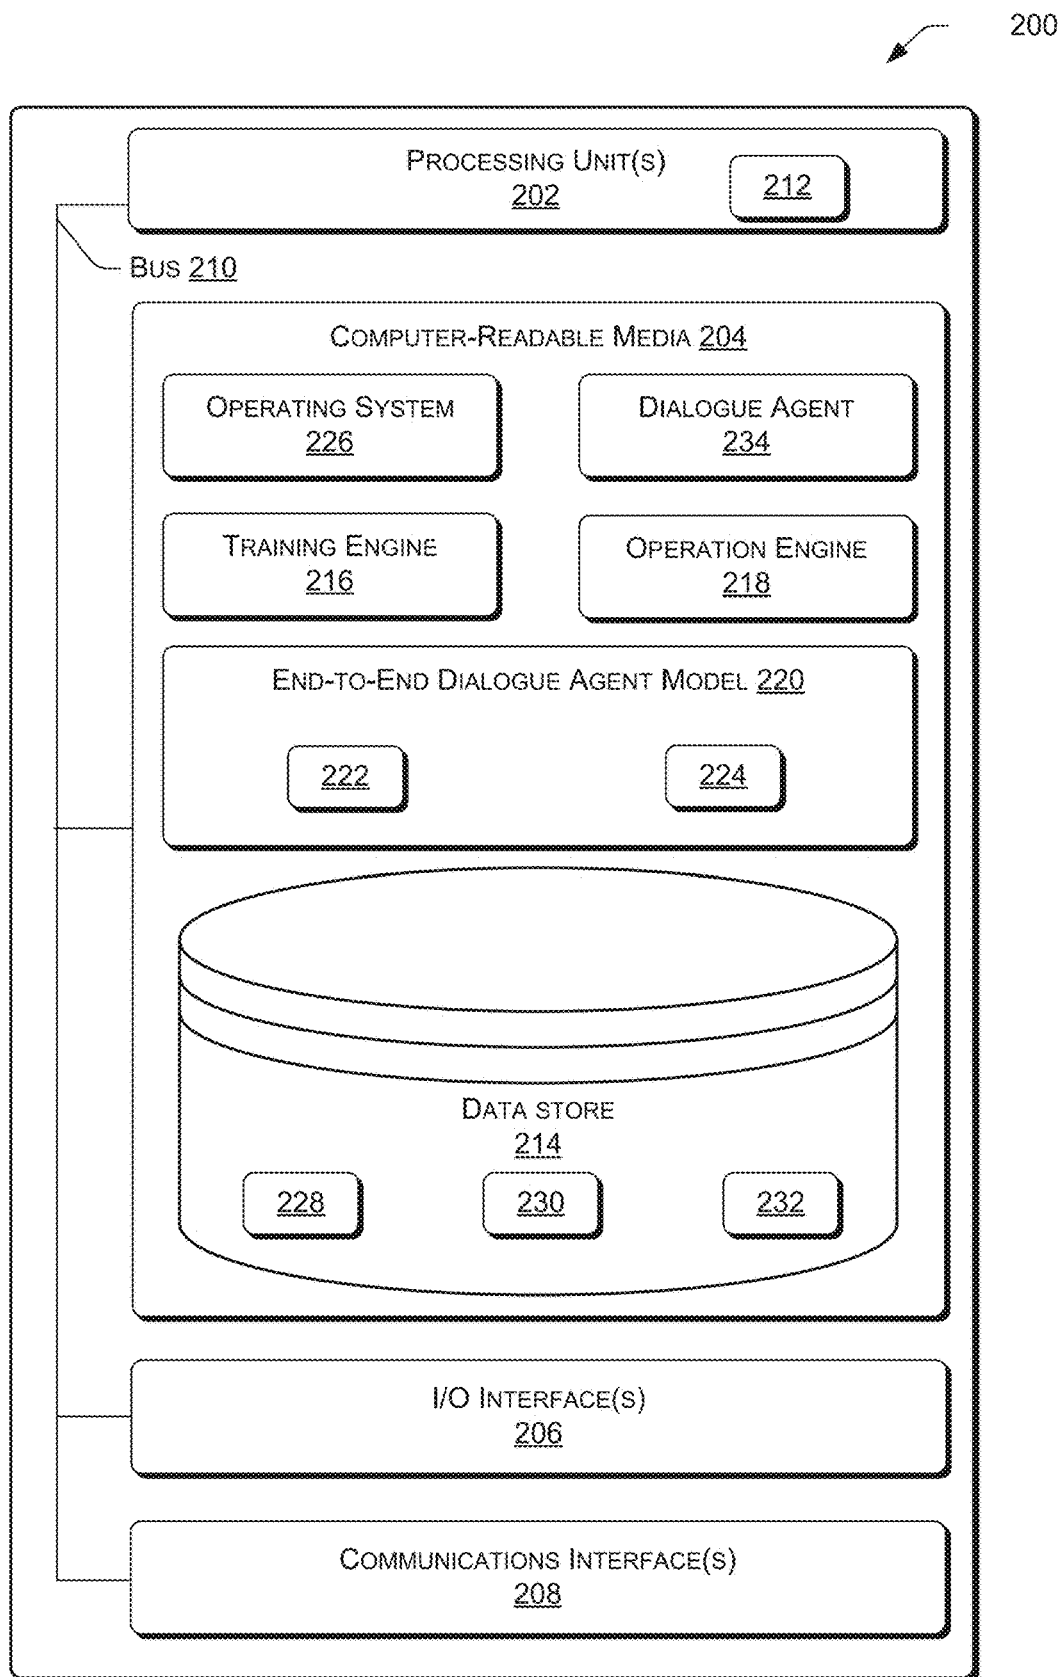 200
PROCESSING UNIT(S)
202
212
BUS 210
COMPUTER-READABLE MEDIA 204
OPERATING SYSTEM
226
DIALOGUE AGENT
234
TRAINING ENGINE
216
OPERATION ENGINE
218
END-TO-END DIALOGUE AGENT MODEL 220
222
224
DATA STORE
214
228
230
232
I/O INTERFACE(S)
206
COMMUNICATIONS INTERFACE(S)
208